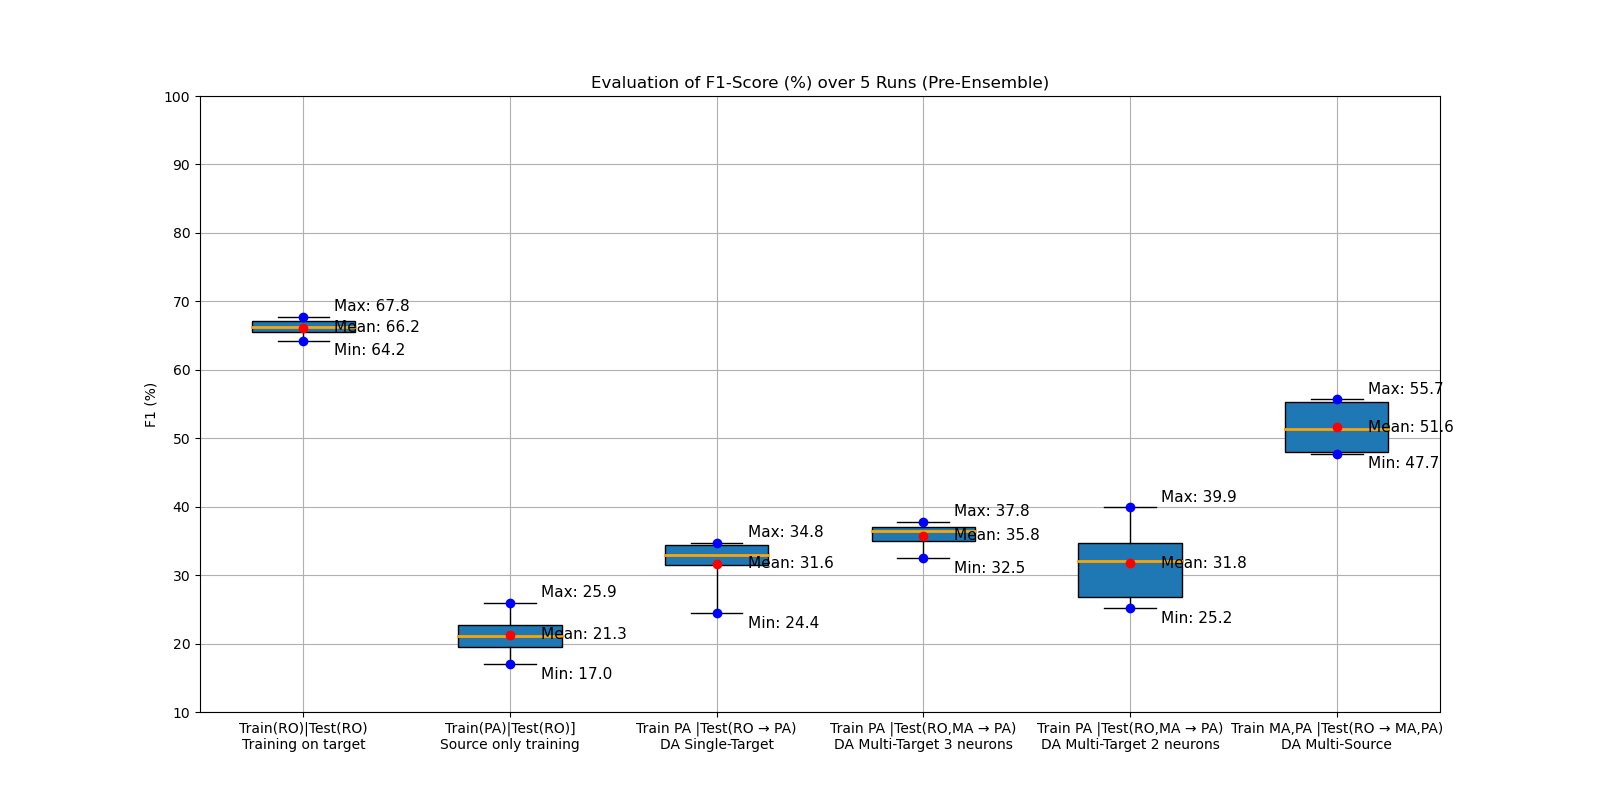 Evaluation of F1-Score (%) over 5 Runs (Pre-Ensemble)
F1 (%)
100
90
80
70
60
50
40
30
20
10
Max: 67.8
Mean: 66.2
Min: 64.2
Max: 25.9
Mean: 21.3
Min: 17.0
Max: 34.8
Mean: 31.6
Min: 24.4
Max: 37.8
Mean: 35.8
Min: 32.5
Max: 39.9
Mean: 31.8
Min: 25.2
Max: 55.7
Mean: 51.6
Min: 47.7
Train(RO)|Test(RO)
Training on target
Train(PA)|Test(RO)]
Source only training
Train PA |Test(RO → PA)
DA Single-Target
Train PA |Test(RO,MA → PA)
DA Multi-Target 3 neurons
Train PA |Test(RO,MA → PA)
DA Multi-Target 2 neurons
Train MA,PA |Test(RO → MA,PA)
DA Multi-Source